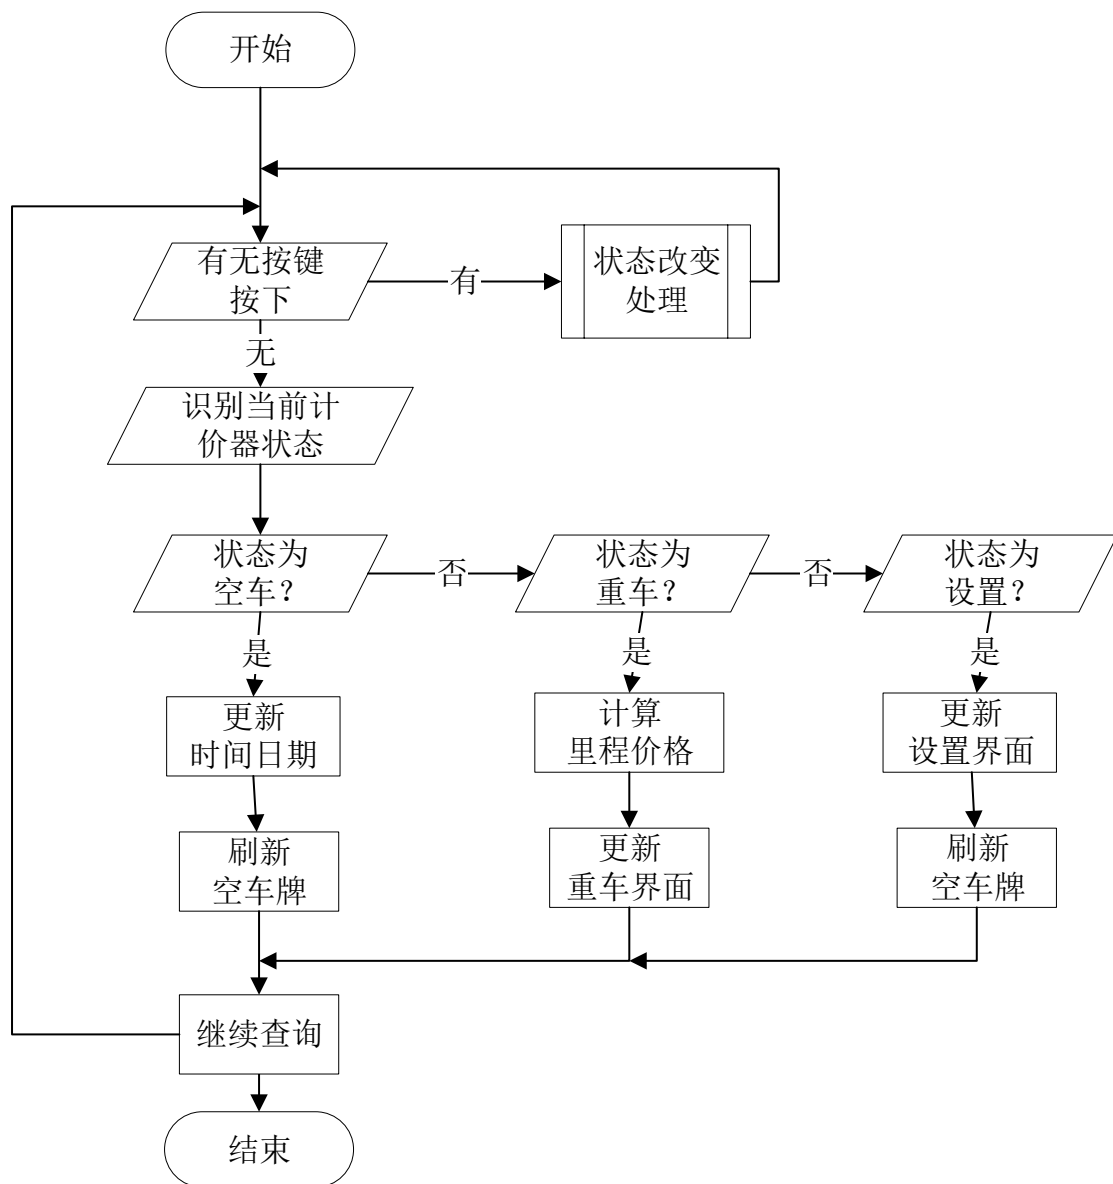 开始
有无按键
按下
有
状态改变
处理
无
识别当前计
价器状态
状态为
空车？
否
状态为
重车？
否
状态为
设置？
是
是
是
更新
时间日期
计算
里程价格
更新
设置界面
刷新
空车牌
更新
重车界面
刷新
空车牌
继续查询
结束